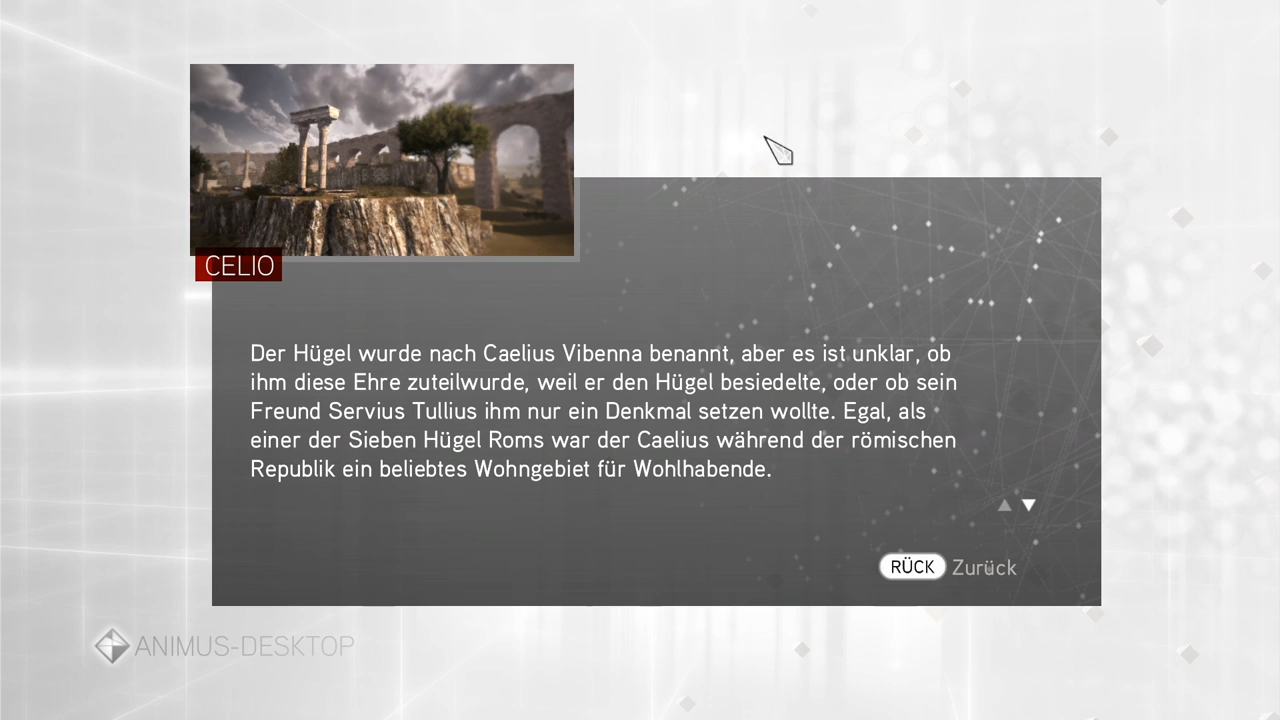 CELIO
Der Hügel wurde nach Caelius Vibenna benannt, aber es ist unklar, ob
ihm diese Ehre zuteilwurde, weil er den Hügel besiedelte, oder ob sein
Freund Servius Tullius ihm nur ein Denkmal setzen wollte. Egal, als
einer der Sieben Hügel Roms war der Caelius während der römischen
Republik ein beliebtes Wohngebiet für Wohlhabende.
RÜCK Zurück
ANIMUS-DESKTOP